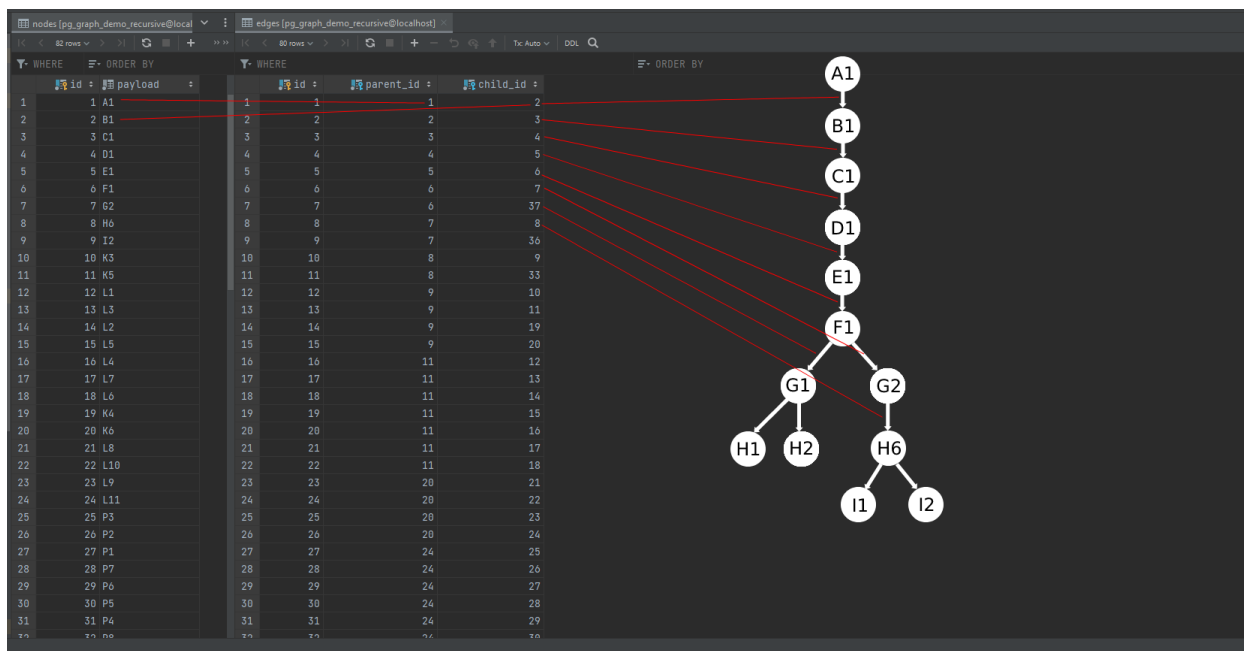 nodes [pg_graph_demo_recursive@local
edges [pg_graph_demo_recursive@localhost]
82 rows
80 rows
Tx: Auto
DDL
WHERE
ORDER BY
WHERE
ORDER BY
id payload
id parent_id child_id
1 1 A1 1 1 1 2
2 2 B1 2 2 2 3
3 3 C1 3 3 3 4
4 4 D1 4 4 4 5
5 5 E1 5 5 5 6
6 6 F1 6 6 6 7
7 7 G2 7 7 6 37
8 8 H6 8 8 7 8
9 9 I2 9 9 7 36
10 10 K3 10 10 8 9
11 11 K5 11 11 8 33
12 12 L1 12 12 9 10
13 13 L3 13 13 9 11
14 14 L2 14 14 9 19
15 15 L5 15 15 9 20
16 16 L4 16 16 11 12
17 17 L7 17 17 11 13
18 18 L6 18 18 11 14
19 19 K4 19 19 11 15
20 20 K6 20 20 11 16
21 21 L8 21 21 11 17
22 22 L10 22 22 11 18
23 23 L9 23 23 20 21
24 24 L11 24 24 20 22
25 25 P3 25 25 20 23
26 26 P2 26 26 20 24
27 27 P1 27 27 24 25
28 28 P7 28 28 24 26
29 29 P6 29 29 24 27
30 30 P5 30 30 24 28
31 31 P4 31 31 24 29
32 32 P8 32 32 24 30
A1
B1
C1
D1
E1
F1
G1 G2
H1 H2 H6
I1 I2